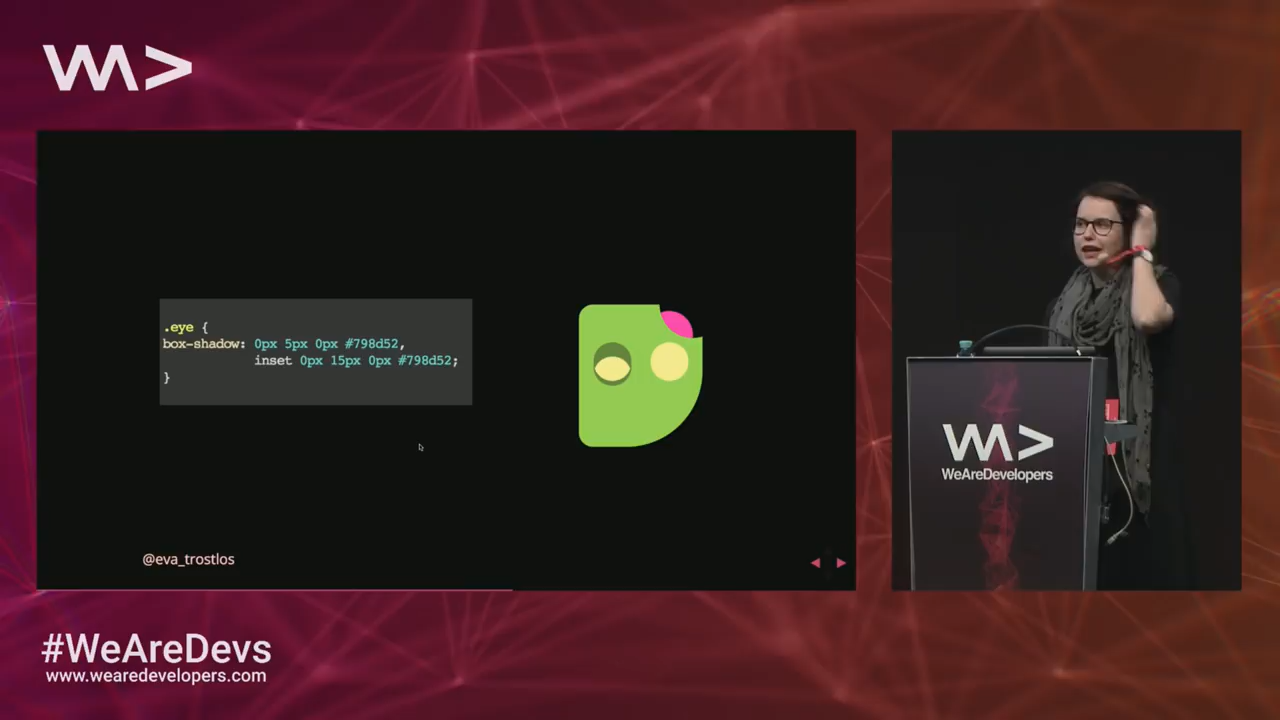 WA>
.eye {
box-shadow: 0px 5px 0px #798d52,
inset 0px 15px 0px #798d52;
}
@eva_trostlos
WA>
WeAreDevelopers
#WeAreDevs
www.wearedevelopers.com